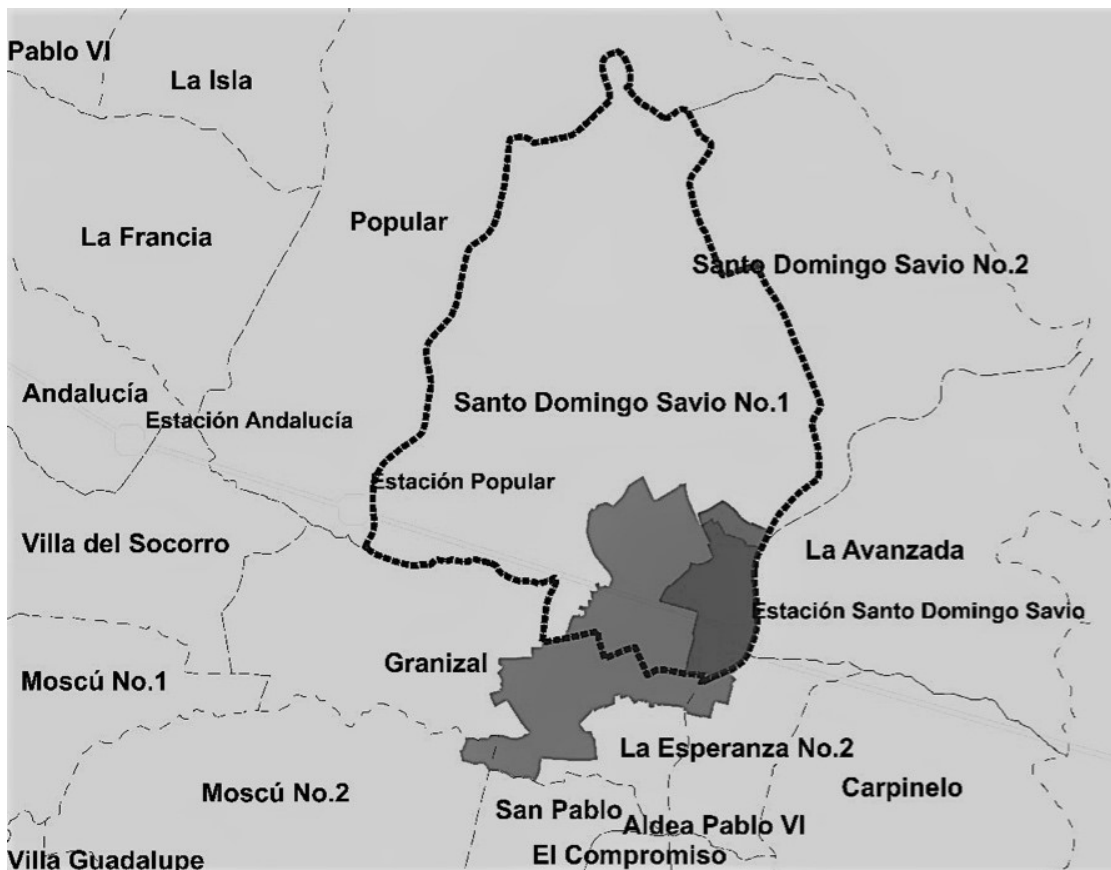 Pablo VI
La Isla
Popular
La Francia
Santo Domingo Savio No.2
Andalucía
Estación Andalucía
Santo Domingo Savio No.1
Estación Popular
Villa del Socorro
La Avanzada
Estación Santo Domingo Savio
Granizal
Moscú No.1
La Esperanza No.2
Moscú No.2
Carpinelo
San Pablo
Aldea Pablo VI
El Compromiso
Villa Guadalupe